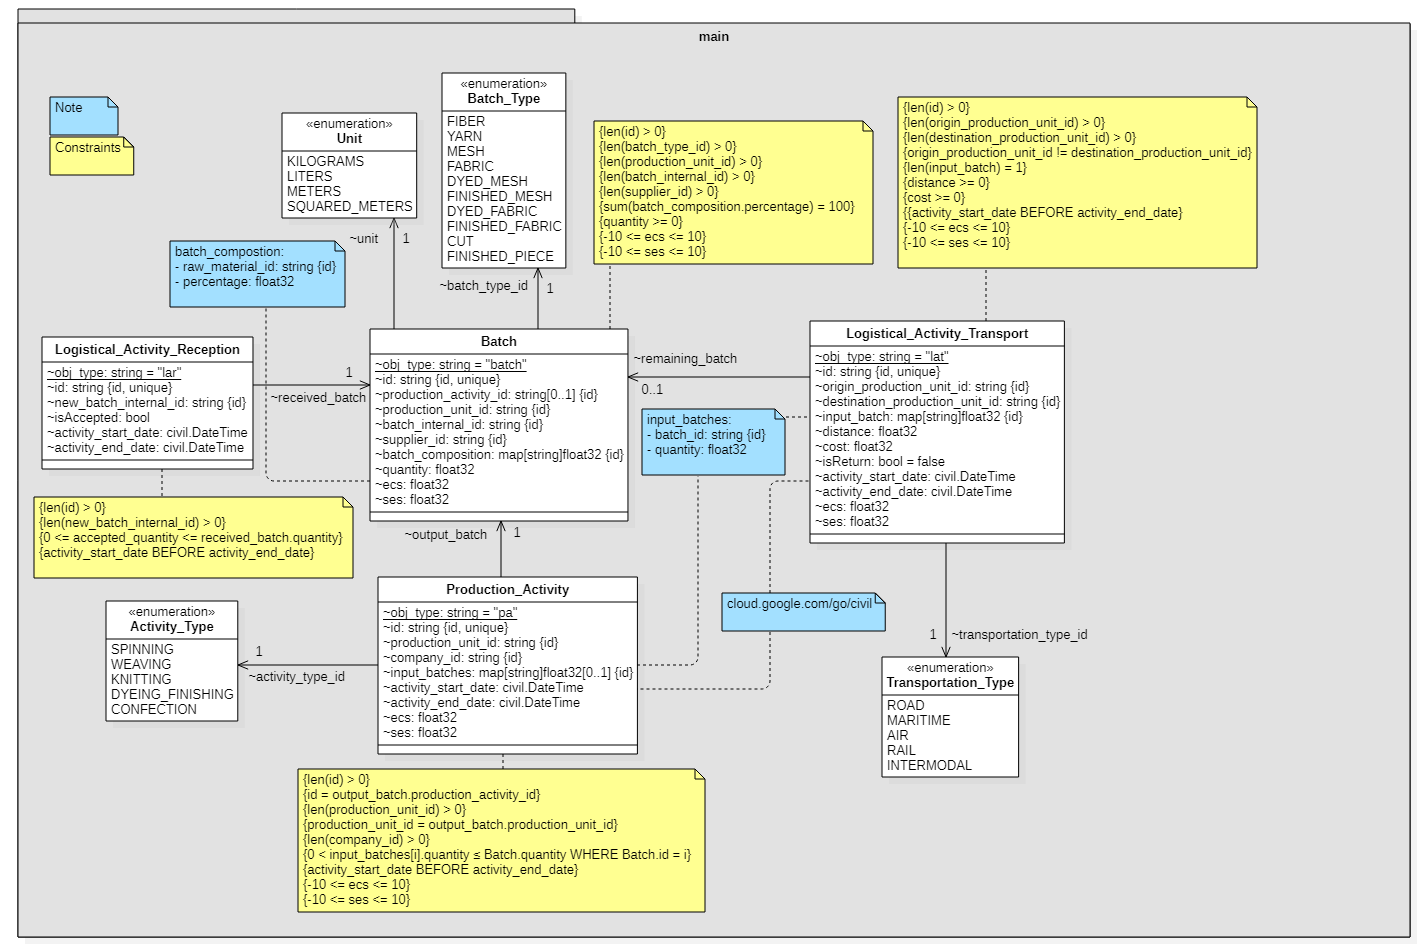 main
Note
Constraints
«enumeration»
Unit
KILOGRAMS
LITERS
METERS
SQUARED_METERS
«enumeration»
Batch_Type
FIBER
YARN
MESH
FABRIC
DYED_MESH
FINISHED_MESH
DYED_FABRIC
FINISHED_FABRIC
CUT
FINISHED_PIECE
{len(id) > 0}
{len(batch_type_id) > 0}
{len(production_unit_id) > 0}
{len(batch_internal_id) > 0}
{len(supplier_id) > 0}
{sum(batch_composition.percentage) = 100}
{quantity >= 0}
{-10 <= ecs <= 10}
{-10 <= ses <= 10}
{len(id) > 0}
{len(origin_production_unit_id) > 0}
{len(destination_production_unit_id) > 0}
{origin_production_unit_id != destination_production_unit_id}
{len(input_batch) = 1}
{distance >= 0}
{cost >= 0}
{{activity_start_date BEFORE activity_end_date}
{-10 <= ecs <= 10}
{-10 <= ses <= 10}
~unit
1
~batch_type_id
1
batch_compostion:
- raw_material_id: string {id}
- percentage: float32
Logistical_Activity_Reception
~obj_type: string = "lar"
~id: string {id, unique}
~new_batch_internal_id: string {id}
~isAccepted: bool
~activity_start_date: civil.DateTime
~activity_end_date: civil.DateTime
1
~received_batch
Batch
~obj_type: string = "batch"
~id: string {id, unique}
~production_activity_id: string[0..1] {id}
~production_unit_id: string {id}
~batch_internal_id: string {id}
~supplier_id: string {id}
~batch_composition: map[string]float32 {id}
~quantity: float32
~ecs: float32
~ses: float32
~remaining_batch
0..1
Logistical_Activity_Transport
~obj_type: string = "lat"
~id: string {id, unique}
~origin_production_unit_id: string {id}
~destination_production_unit_id: string {id}
~input_batch: map[string]float32 {id}
~distance: float32
~cost: float32
~isReturn: bool = false
~activity_start_date: civil.DateTime
~activity_end_date: civil.DateTime
~ecs: float32
~ses: float32
input_batches:
- batch_id: string {id}
- quantity: float32
{len(id) > 0}
{len(new_batch_internal_id) > 0}
{0 <= accepted_quantity <= received_batch.quantity}
{activity_start_date BEFORE activity_end_date}
~output_batch
1
Production_Activity
~obj_type: string = "pa"
~id: string {id, unique}
~production_unit_id: string {id}
~company_id: string {id}
~input_batches: map[string]float32[0..1] {id}
~activity_start_date: civil.DateTime
~activity_end_date: civil.DateTime
~ecs: float32
~ses: float32
«enumeration»
Activity_Type
SPINNING
WEAVING
KNITTING
DYEING_FINISHING
CONFECTION
1
~activity_type_id
cloud.google.com/go/civil
1
~transportation_type_id
«enumeration»
Transportation_Type
ROAD
MARITIME
AIR
RAIL
INTERMODAL
{len(id) > 0}
{id = output_batch.production_activity_id}
{len(production_unit_id) > 0}
{production_unit_id = output_batch.production_unit_id}
{len(company_id) > 0}
{0 < input_batches[i].quantity ≤ Batch.quantity WHERE Batch.id = i}
{activity_start_date BEFORE activity_end_date}
{-10 <= ecs <= 10}
{-10 <= ses <= 10}